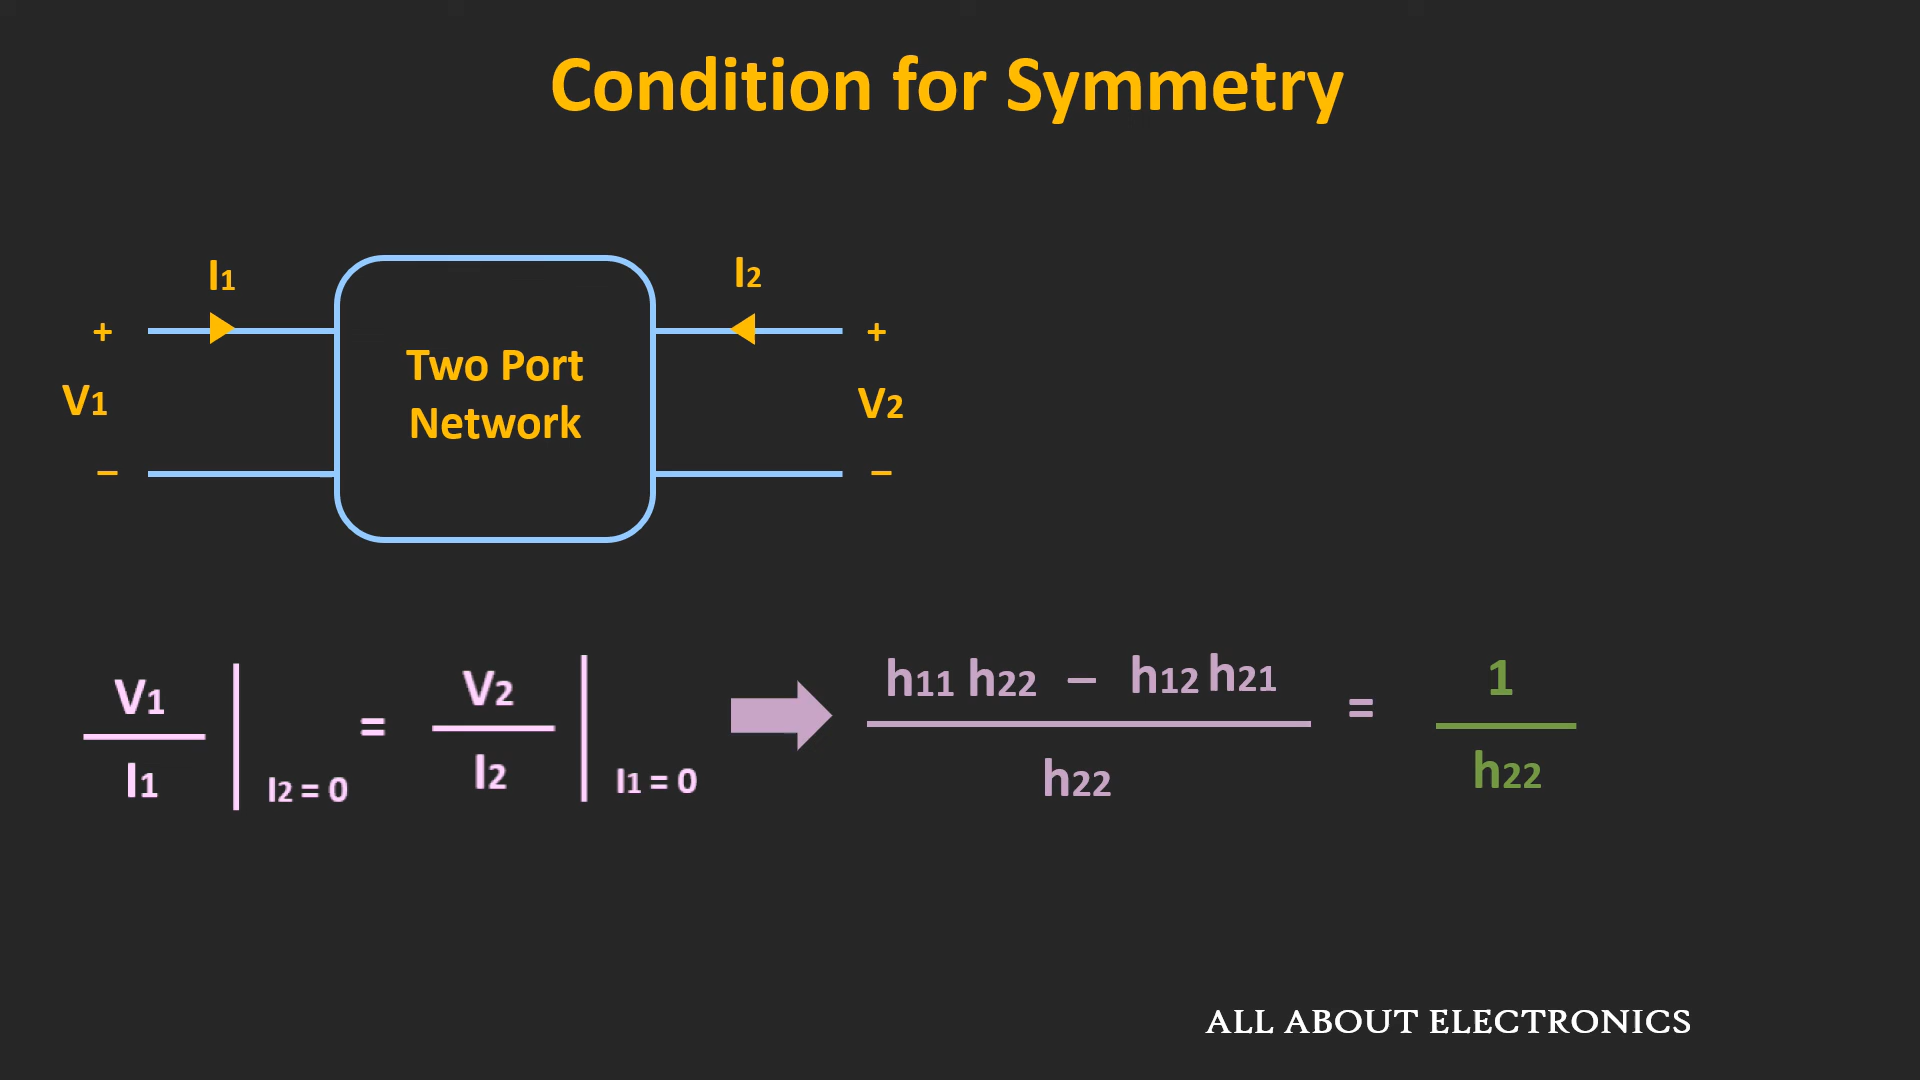 Condition for Symmetry
I1
I2
+
+
Two Port
Network
V1
V2
–
–
V1
I1
I2 = 0
=
V2
I2
I1 = 0
h11 h22 – h12 h21
h22
=
1
h22
ALL ABOUT ELECTRONICS